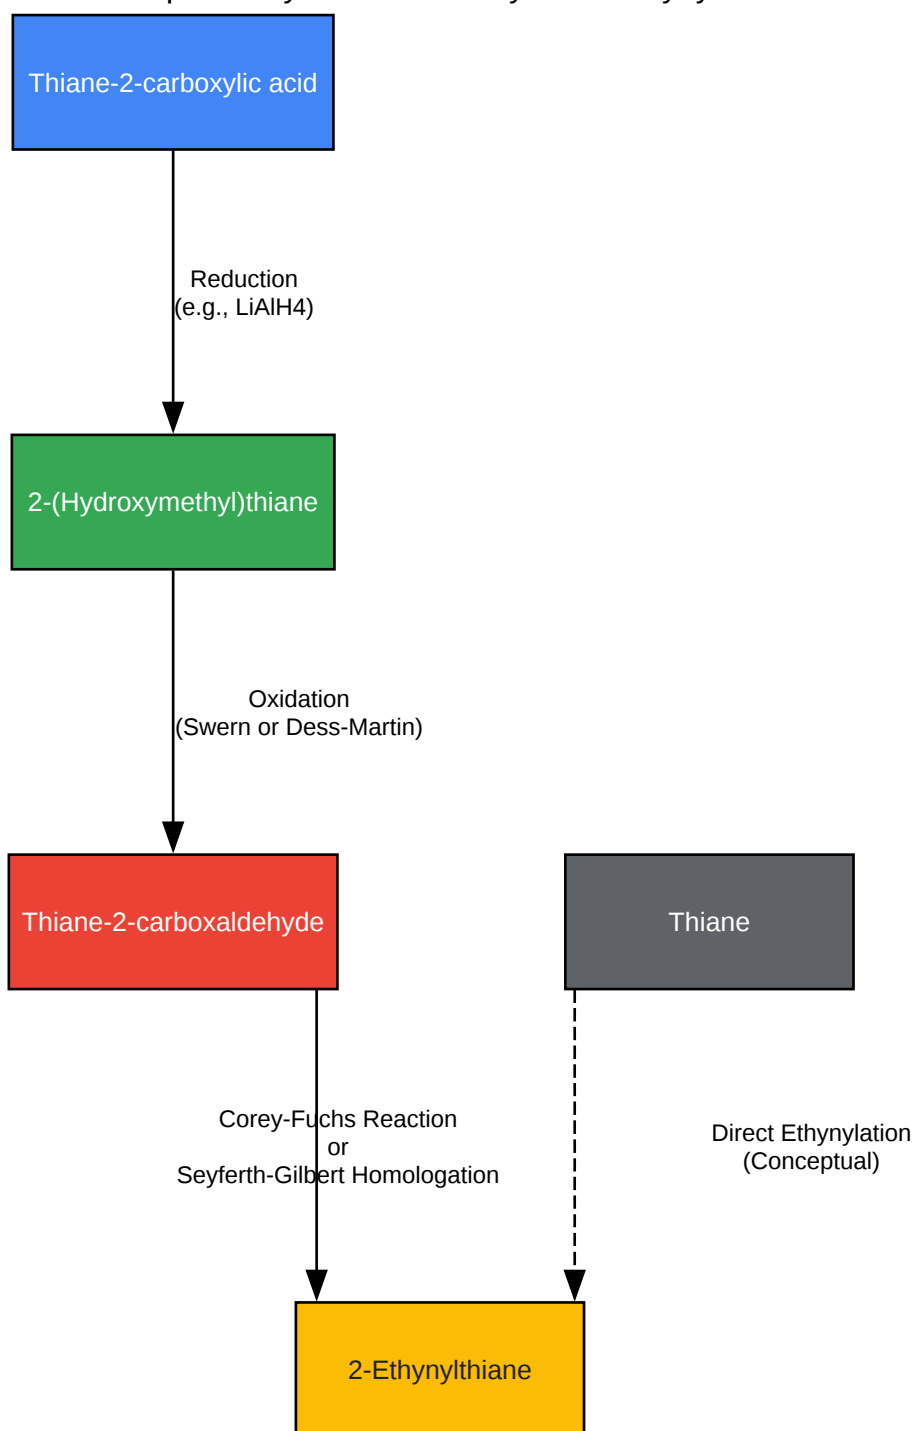 Thiane-2-carboxylic acid
Reduction
(e.g., LiAlH4)
2-(Hydroxymethyl)thiane
Oxidation
(Swern or Dess-Martin)
Thiane-2-carboxaldehyde
Thiane
Corey-Fuchs Reaction
or
Seyferth-Gilbert Homologation
Direct Ethynylation
(Conceptual)
2-Ethynylthiane